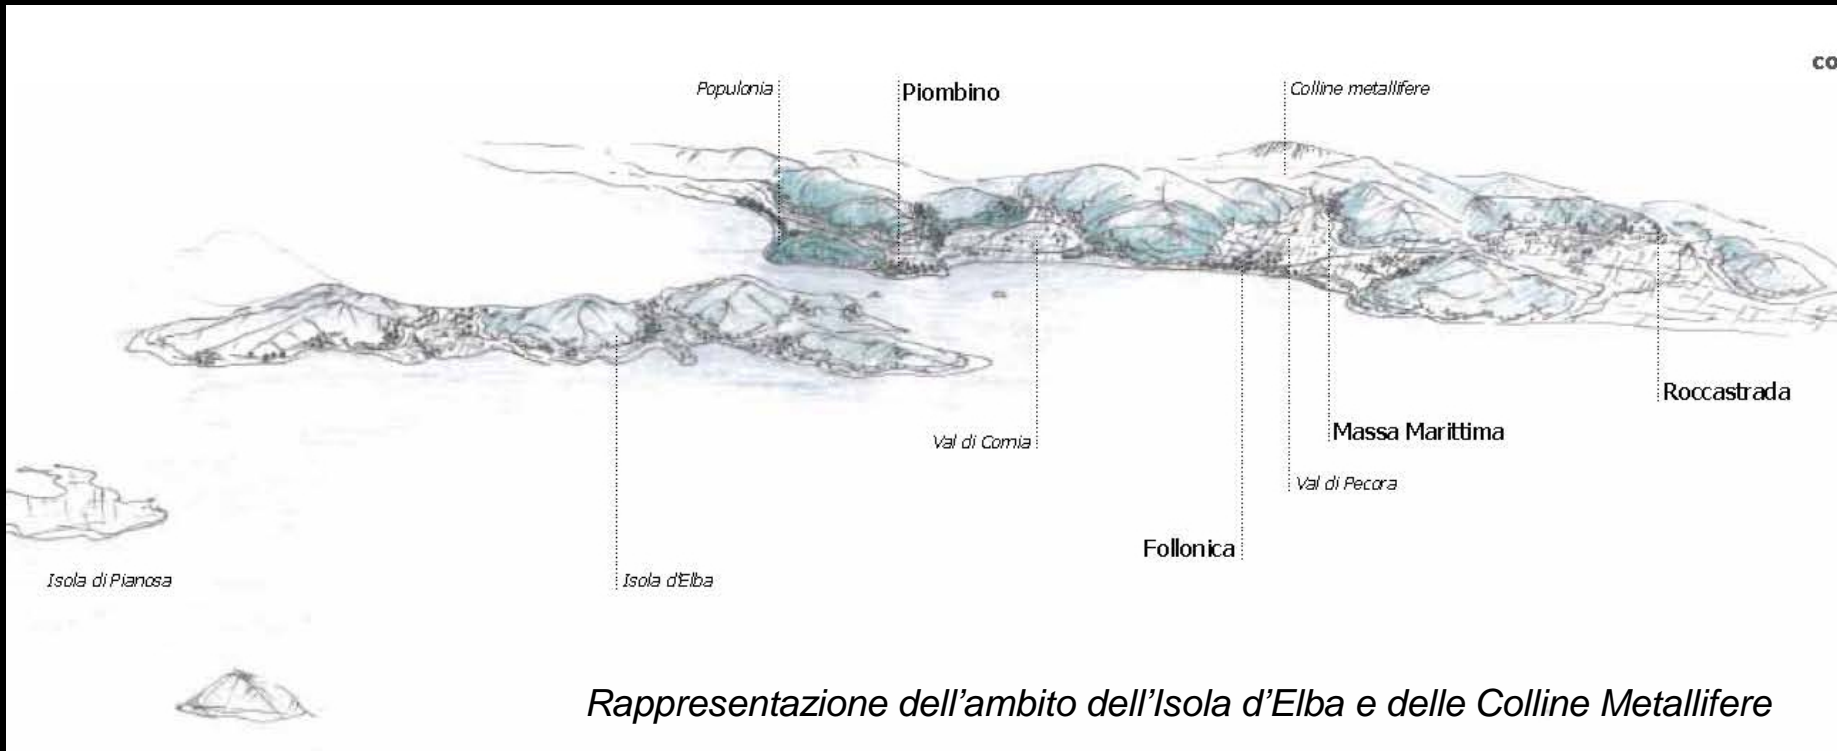 co
Populonia
Piombino
Colline metallifere
Roccastrada
Massa Marittima
Val di Cornia
Val di Pecora
Follonica
Isola di Pianosa
Isola d'Elba
Rappresentazione dell’ambito dell’Isola d’Elba e delle Colline Metallifere